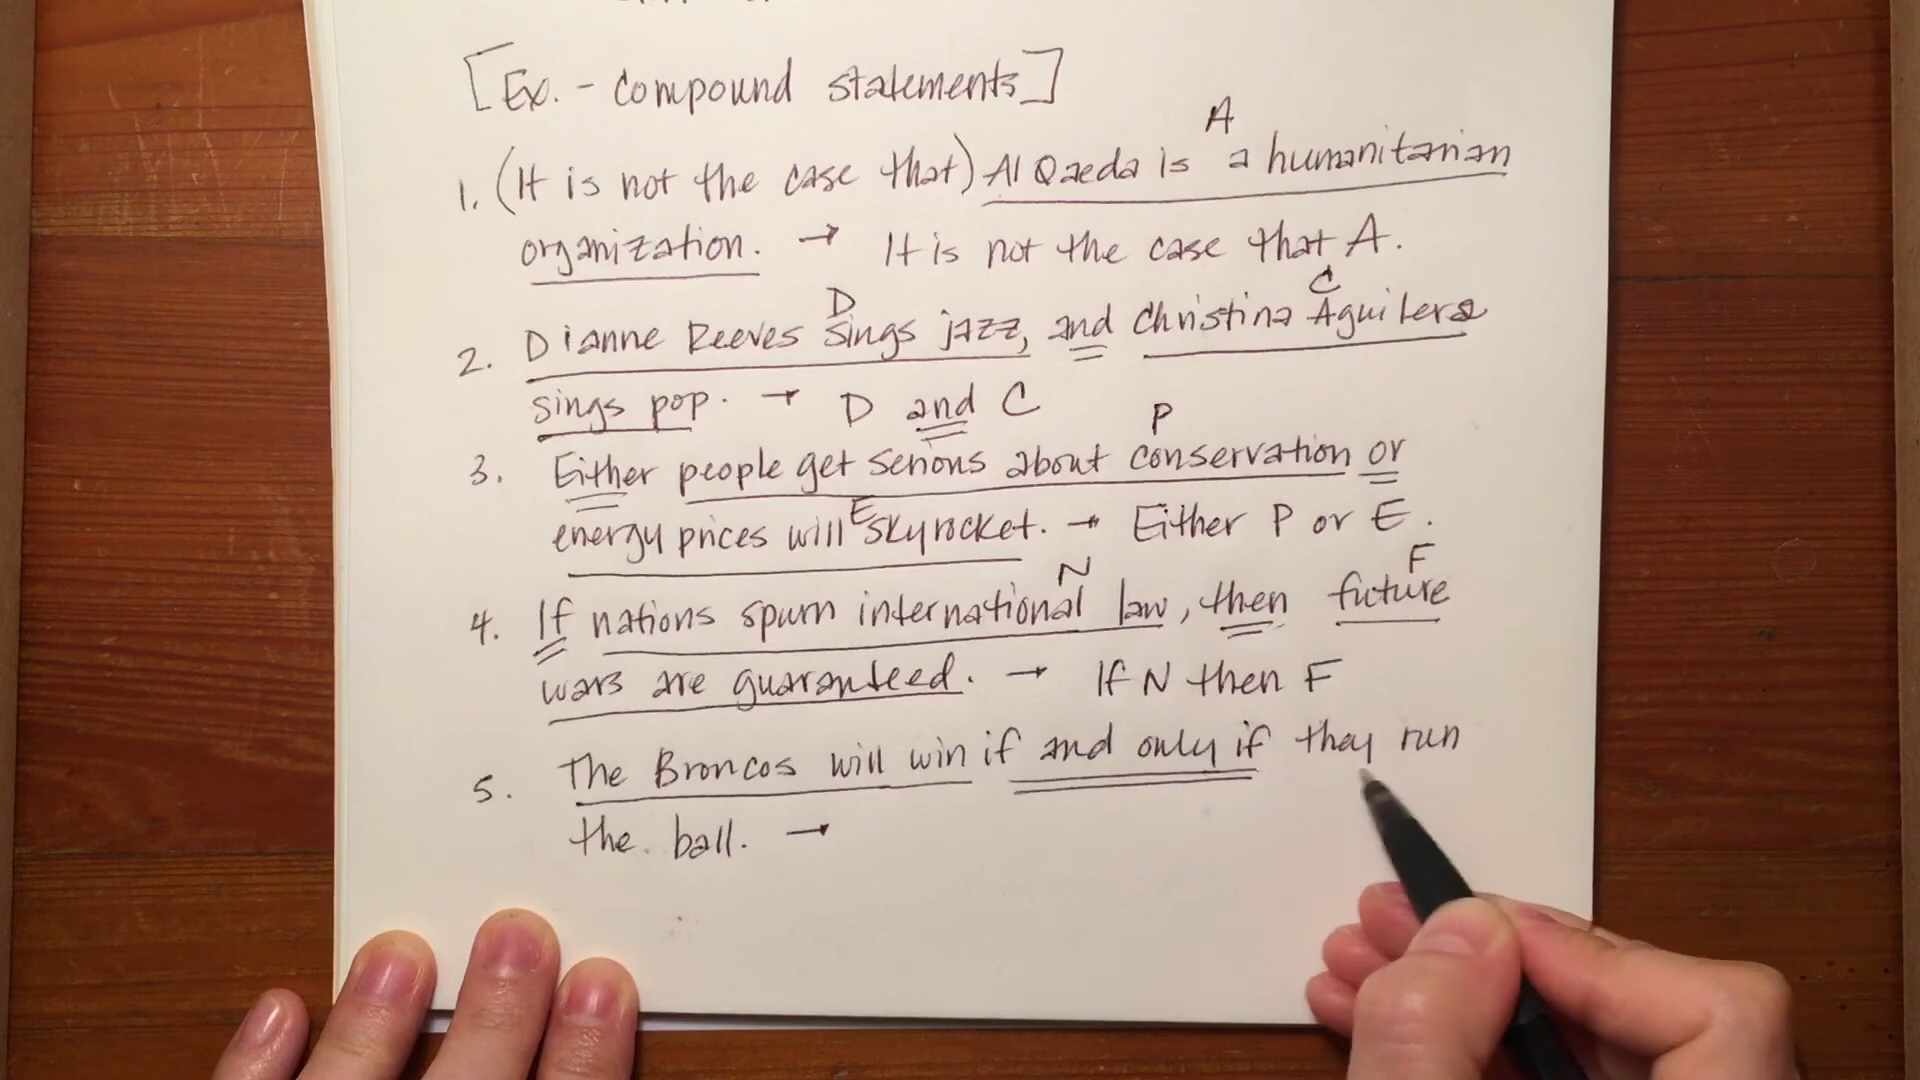 [Ex. - compound statements]
A
1. (It is not the case that) Al Qaeda is a humanitarian
organization. → It is not the case that A.
D C
2. Dianne Reeves sings jazz, and Christina Aguilera
sings pop. → D and C
P
3. Either people get serious about conservation or
E
energy prices will skyrocket. → Either P or E.
N F
4. If nations spurn international law, then future
wars are guaranteed. → If N then F
5. The Broncos will win if and only if they run
the ball. →